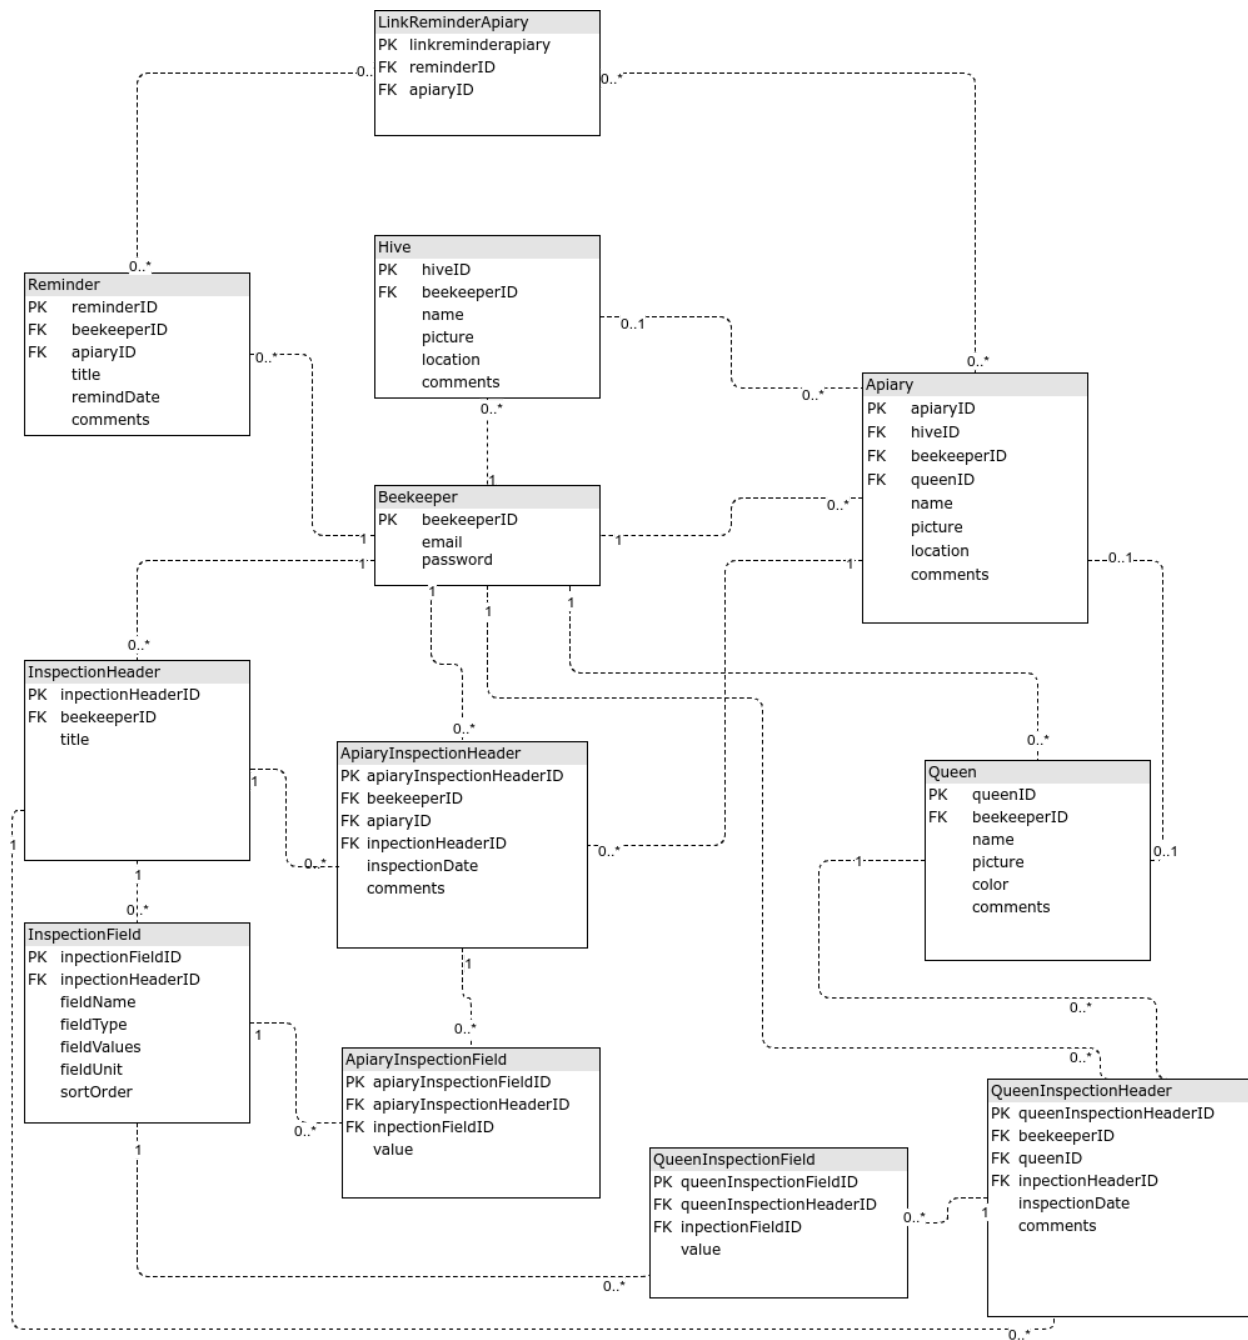 LinkReminderApiary
PK linkreminderapiary
FK reminderID
FK apiaryID
0..
0..*
0..*
0..*
Hive
PK hiveID
FK beekeeperID
name
picture
location
comments
0..1
0..*
0..*
Reminder
PK reminderID
FK beekeeperID
FK apiaryID
title
remindDate
comments
0..*
Apiary
PK apiaryID
FK hiveID
FK beekeeperID
FK queenID
name
picture
location
comments
0..*
1
0..1
1
Beekeeper
PK beekeeperID
email
password
1
1
1
1
1
1
0..*
InspectionHeader
PK inpectionHeaderID
FK beekeeperID
title
1
1
1
0..*
ApiaryInspectionHeader
PK apiaryInspectionHeaderID
FK beekeeperID
FK apiaryID
FK inpectionHeaderID
inspectionDate
comments
0..*
0..*
1
0..*
Queen
PK queenID
FK beekeeperID
name
picture
color
comments
0..1
1
0..*
0..*
InspectionField
PK inpectionFieldID
FK inpectionHeaderID
fieldName
fieldType
fieldValues
fieldUnit
sortOrder
1
1
0..*
0..*
ApiaryInspectionField
PK apiaryInspectionFieldID
FK apiaryInspectionHeaderID
FK inpectionFieldID
value
0..*
QueenInspectionField
PK queenInspectionFieldID
FK queenInspectionHeaderID
FK inpectionFieldID
value
0..*
0..*
0..*
QueenInspectionHeader
PK queenInspectionHeaderID
FK beekeeperID
FK queenID
FK inpectionHeaderID
inspectionDate
comments
1
0..*